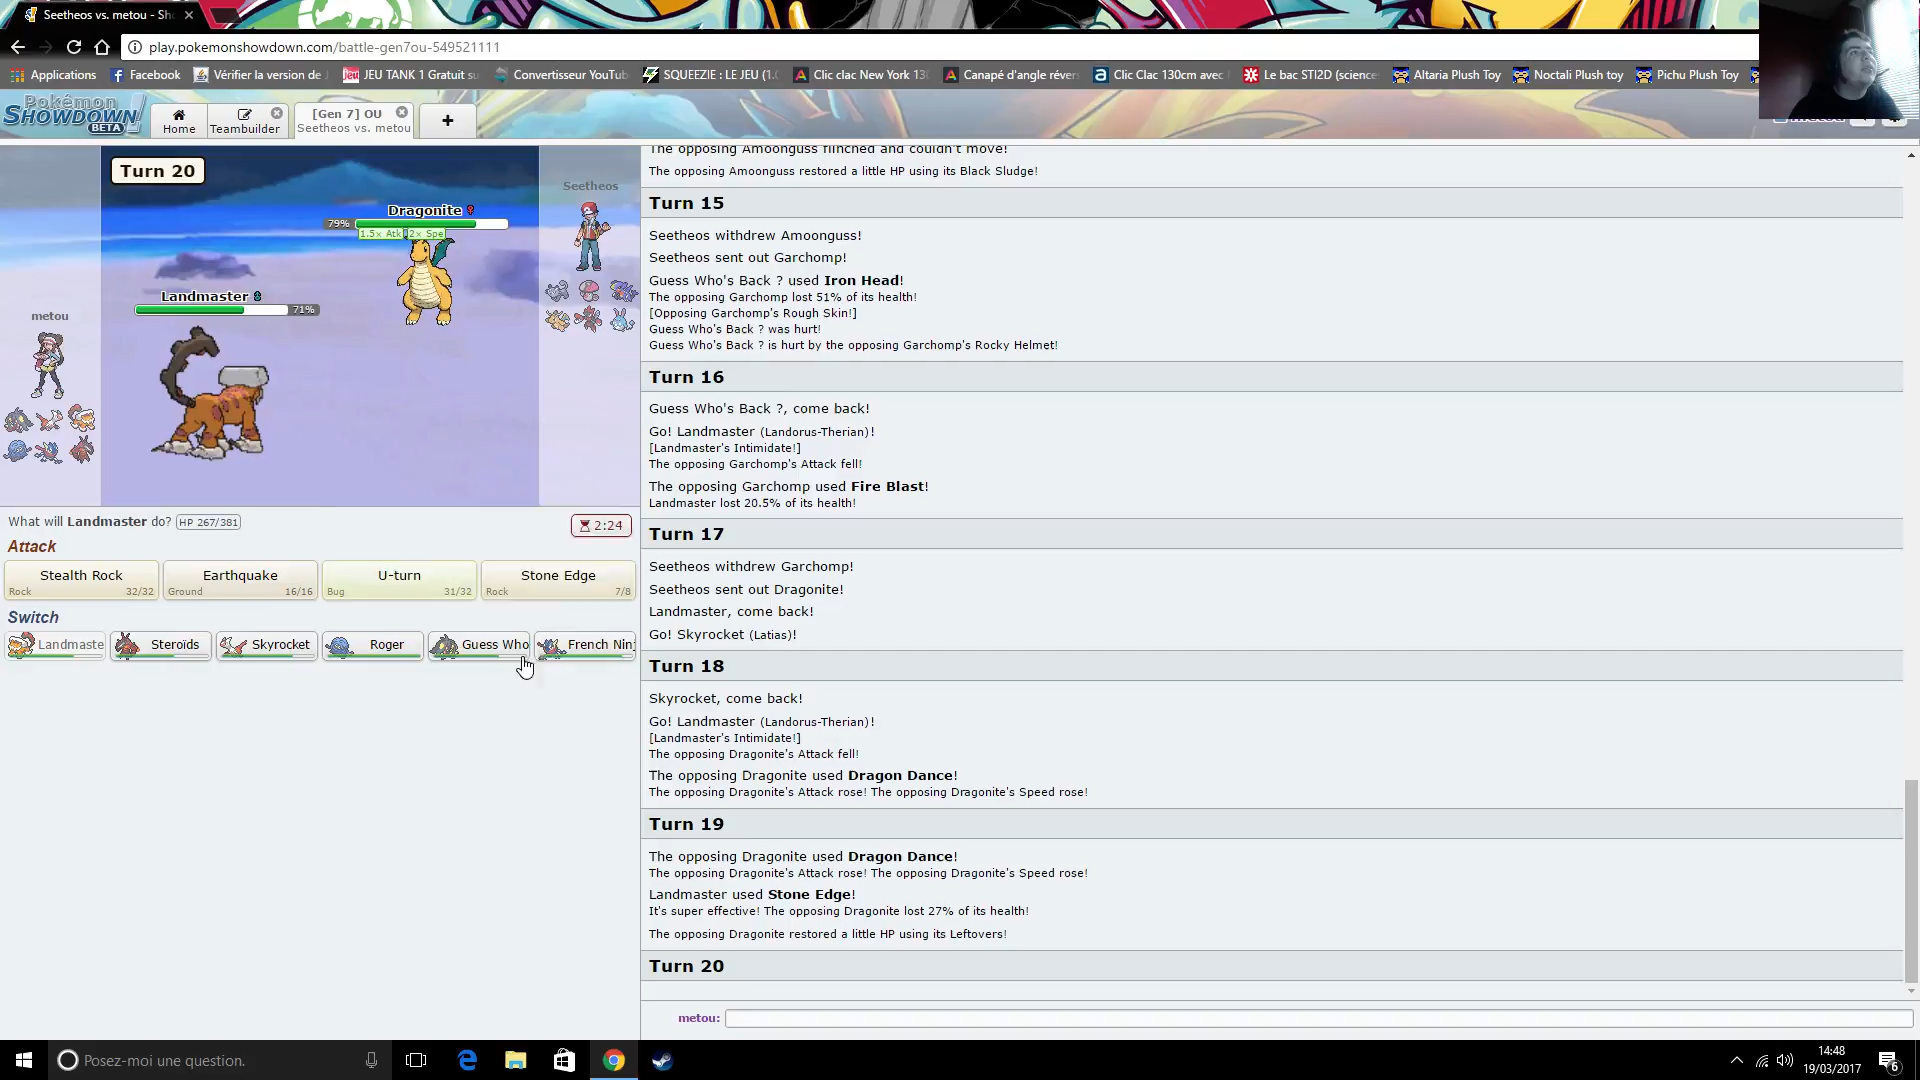 Seetheos vs. metou - Sho
play.pokemonshowdown.com/battle-gen7ou-549521111
Applications
Facebook
Vérifier la version de J
JEU TANK 1 Gratuit su
Convertisseur YouTub
SQUEEZIE : LE JEU (1.0
Clic clac New York 13
Canapé d'angle révers
Clic Clac 130cm avec
Le bac STI2D (science
Altaria Plush Toy
Noctali Plush toy
Pichu Plush Toy
Pokémon
SHOWDOWN!
BETA
Home
Teambuilder
[Gen 7] OU
Seetheos vs. metou
+
metou
Turn 20
Seetheos
Dragonite
79%
1.5× Atk
2× Spe
Landmaster
71%
metou
What will Landmaster do? HP 267/381
2:24
Attack
Stealth Rock
Rock 32/32
Earthquake
Ground 16/16
U-turn
Bug 31/32
Stone Edge
Rock 7/8
Switch
Landmaste
Steroïds
Skyrocket
Roger
Guess Who
French Nin
The opposing Amoonguss flinched and couldn't move!
The opposing Amoonguss restored a little HP using its Black Sludge!
Turn 15
Seetheos withdrew Amoonguss!
Seetheos sent out Garchomp!
Guess Who's Back ? used Iron Head!
The opposing Garchomp lost 51% of its health!
[Opposing Garchomp's Rough Skin!]
Guess Who's Back ? was hurt!
Guess Who's Back ? is hurt by the opposing Garchomp's Rocky Helmet!
Turn 16
Guess Who's Back ?, come back!
Go! Landmaster (Landorus-Therian)!
[Landmaster's Intimidate!]
The opposing Garchomp's Attack fell!
The opposing Garchomp used Fire Blast!
Landmaster lost 20.5% of its health!
Turn 17
Seetheos withdrew Garchomp!
Seetheos sent out Dragonite!
Landmaster, come back!
Go! Skyrocket (Latias)!
Turn 18
Skyrocket, come back!
Go! Landmaster (Landorus-Therian)!
[Landmaster's Intimidate!]
The opposing Dragonite's Attack fell!
The opposing Dragonite used Dragon Dance!
The opposing Dragonite's Attack rose! The opposing Dragonite's Speed rose!
Turn 19
The opposing Dragonite used Dragon Dance!
The opposing Dragonite's Attack rose! The opposing Dragonite's Speed rose!
Landmaster used Stone Edge!
It's super effective! The opposing Dragonite lost 27% of its health!
The opposing Dragonite restored a little HP using its Leftovers!
Turn 20
metou:
Posez-moi une question.
14:48
19/03/2017
6